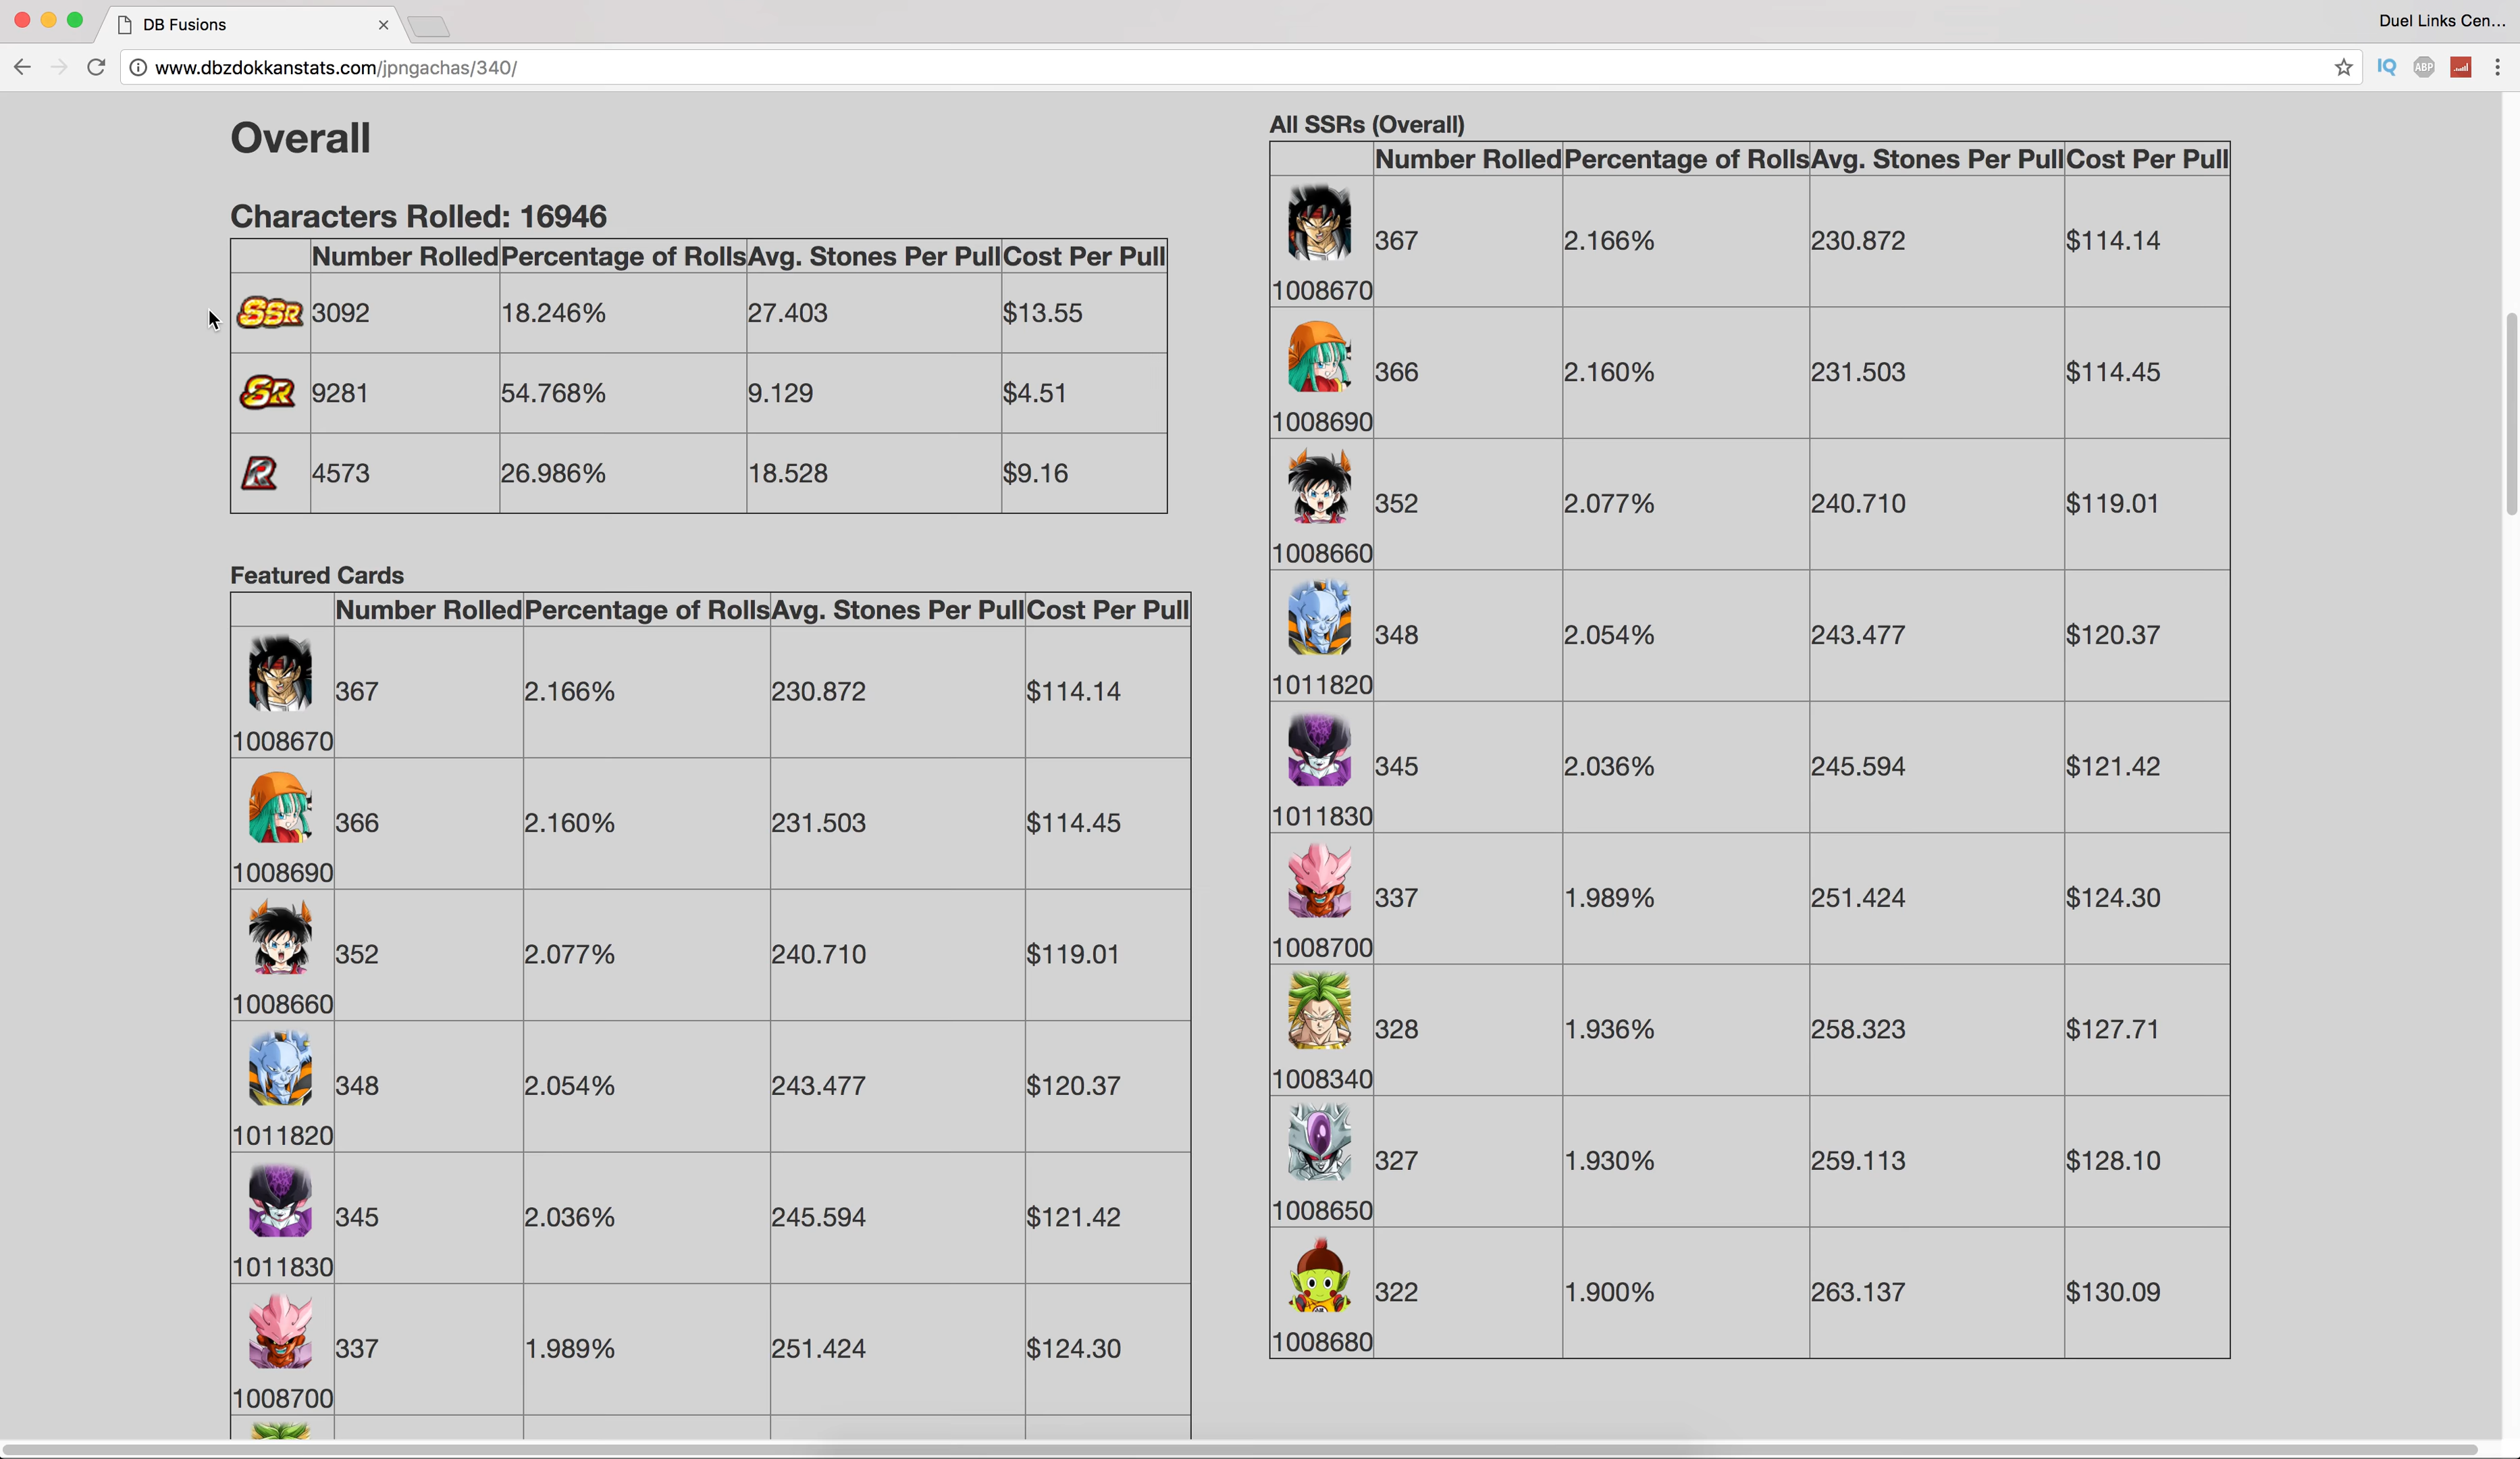 DB Fusions
Duel Links Cen...
www.dbzdokkanstats.com/jpngachas/340/
IQ
ABP
Overall
Characters Rolled: 16946
Number Rolled Percentage of Rolls Avg. Stones Per Pull Cost Per Pull
SSR 3092 18.246% 27.403 $13.55
SR 9281 54.768% 9.129 $4.51
R 4573 26.986% 18.528 $9.16
Featured Cards
Number Rolled Percentage of Rolls Avg. Stones Per Pull Cost Per Pull
367 2.166% 230.872 $114.14
1008670
366 2.160% 231.503 $114.45
1008690
352 2.077% 240.710 $119.01
1008660
348 2.054% 243.477 $120.37
1011820
345 2.036% 245.594 $121.42
1011830
337 1.989% 251.424 $124.30
1008700
All SSRs (Overall)
Number Rolled Percentage of Rolls Avg. Stones Per Pull Cost Per Pull
367 2.166% 230.872 $114.14
1008670
366 2.160% 231.503 $114.45
1008690
352 2.077% 240.710 $119.01
1008660
348 2.054% 243.477 $120.37
1011820
345 2.036% 245.594 $121.42
1011830
337 1.989% 251.424 $124.30
1008700
328 1.936% 258.323 $127.71
1008340
327 1.930% 259.113 $128.10
1008650
322 1.900% 263.137 $130.09
1008680